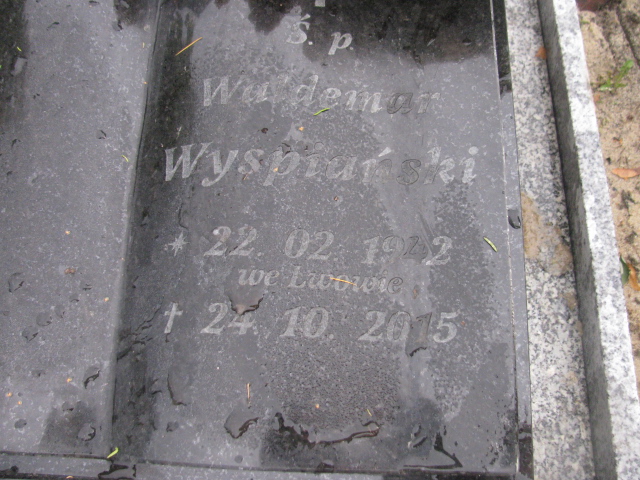 Ś. p.
Waldemar
Wyspiański
* 22. 02. 1942
we Lwowie
† 24. 10. 2015